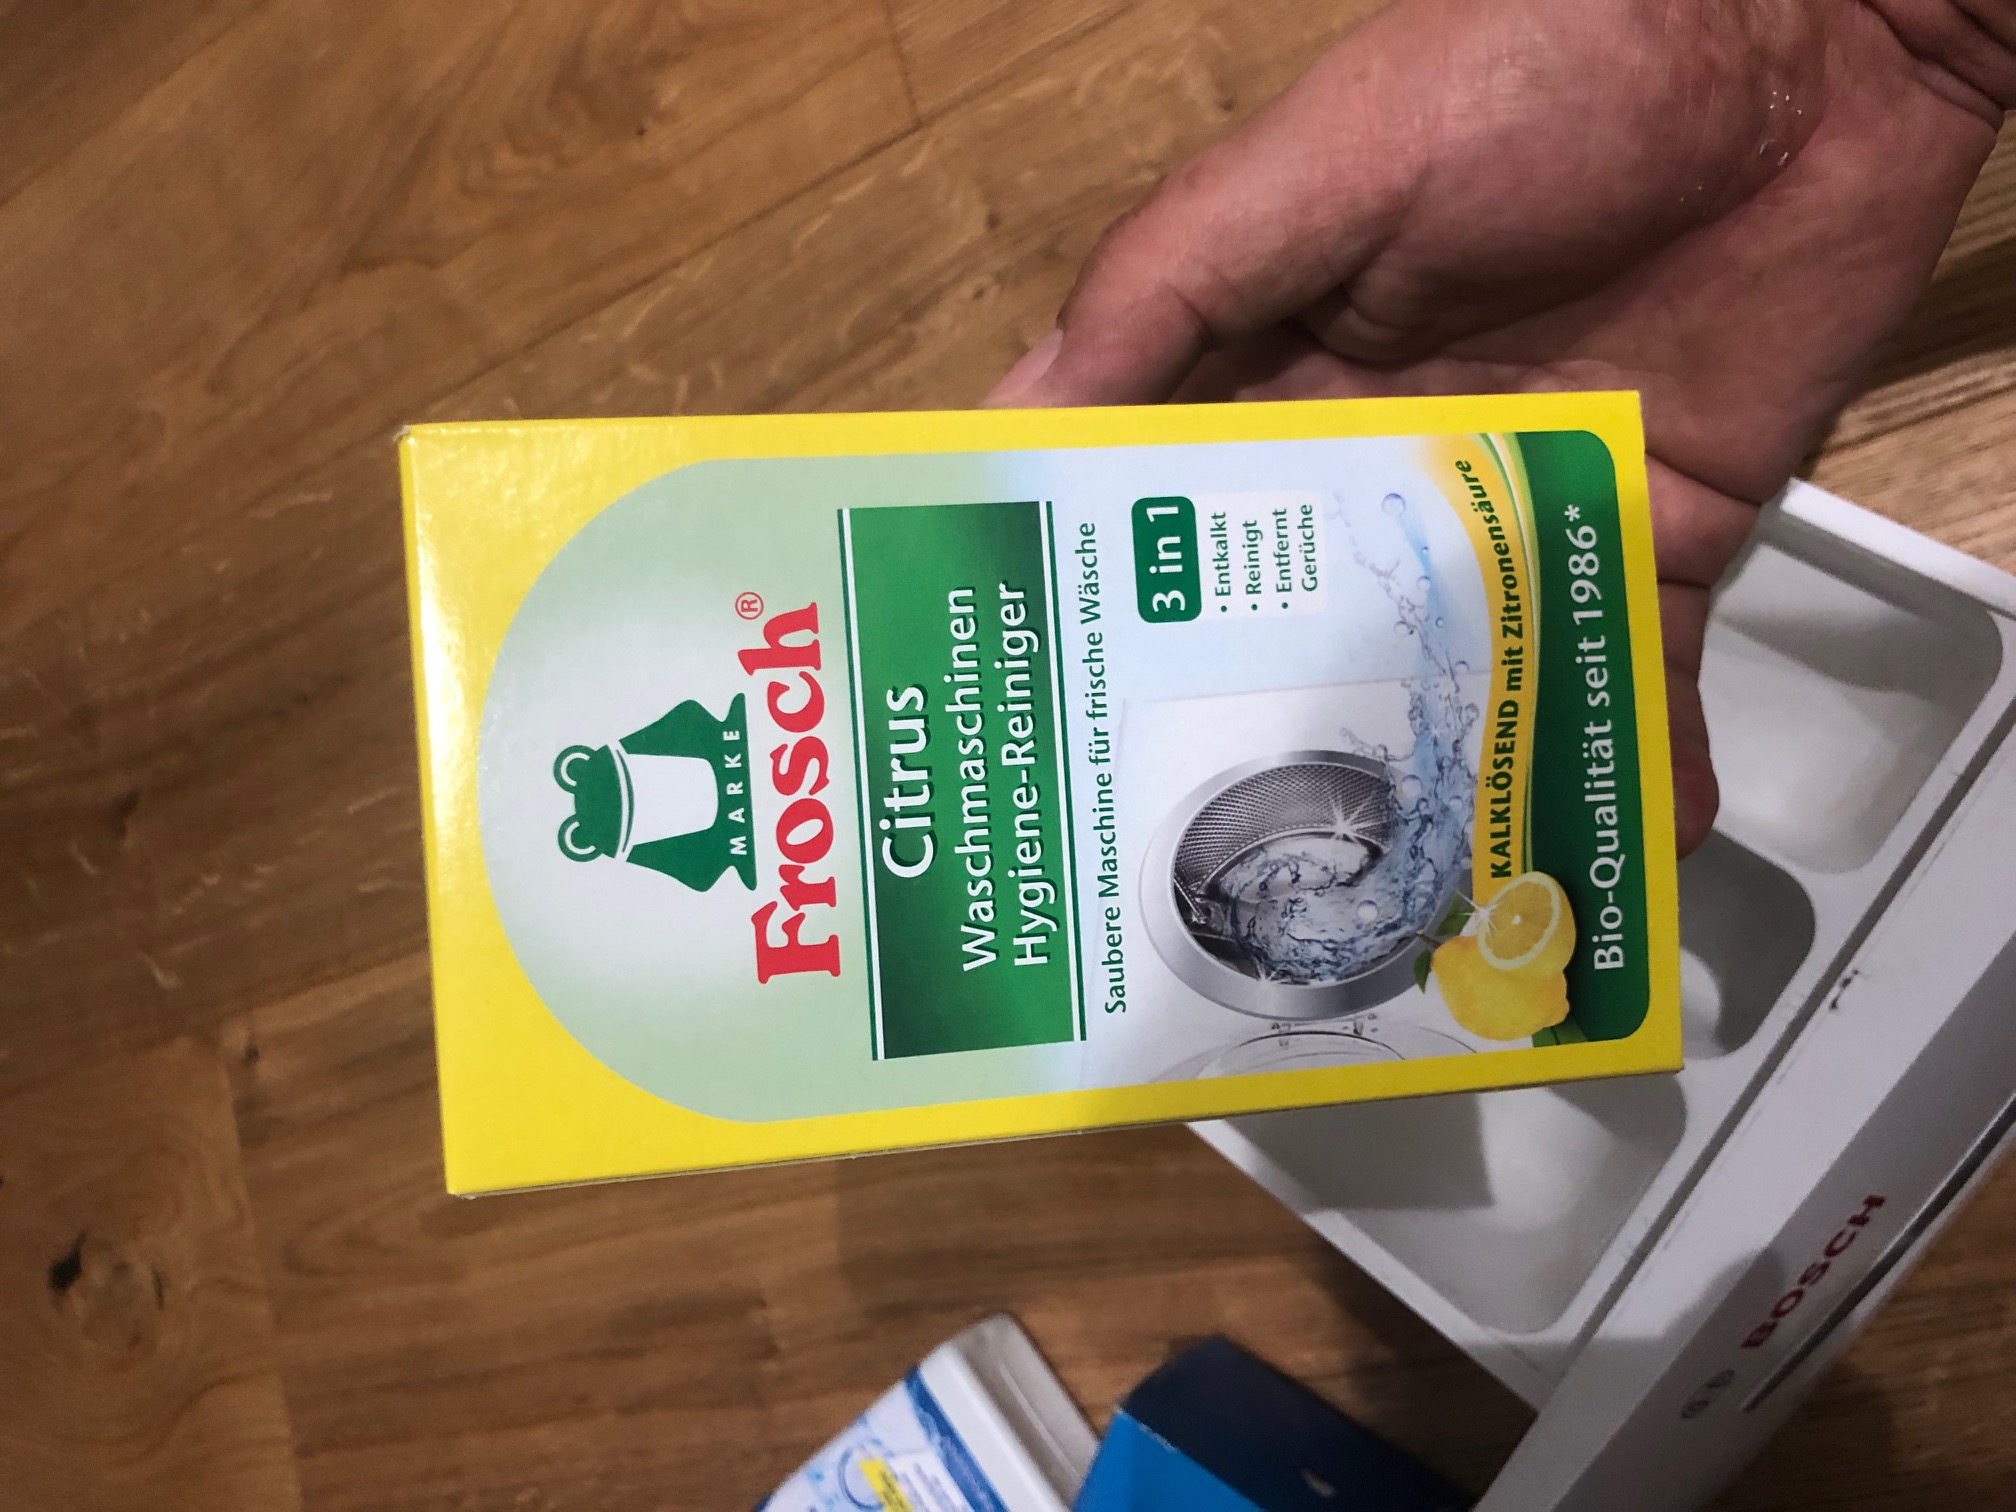 MARKE
Frosch®
Citrus
Waschmaschinen
Hygiene-Reiniger
Saubere Maschine für frische Wäsche
3 in 1
• Entkalkt
• Reinigt
• Entfernt
Gerüche
KALKLÖSEND mit Zitronensäure
Bio-Qualität seit 1986*
BOSCH